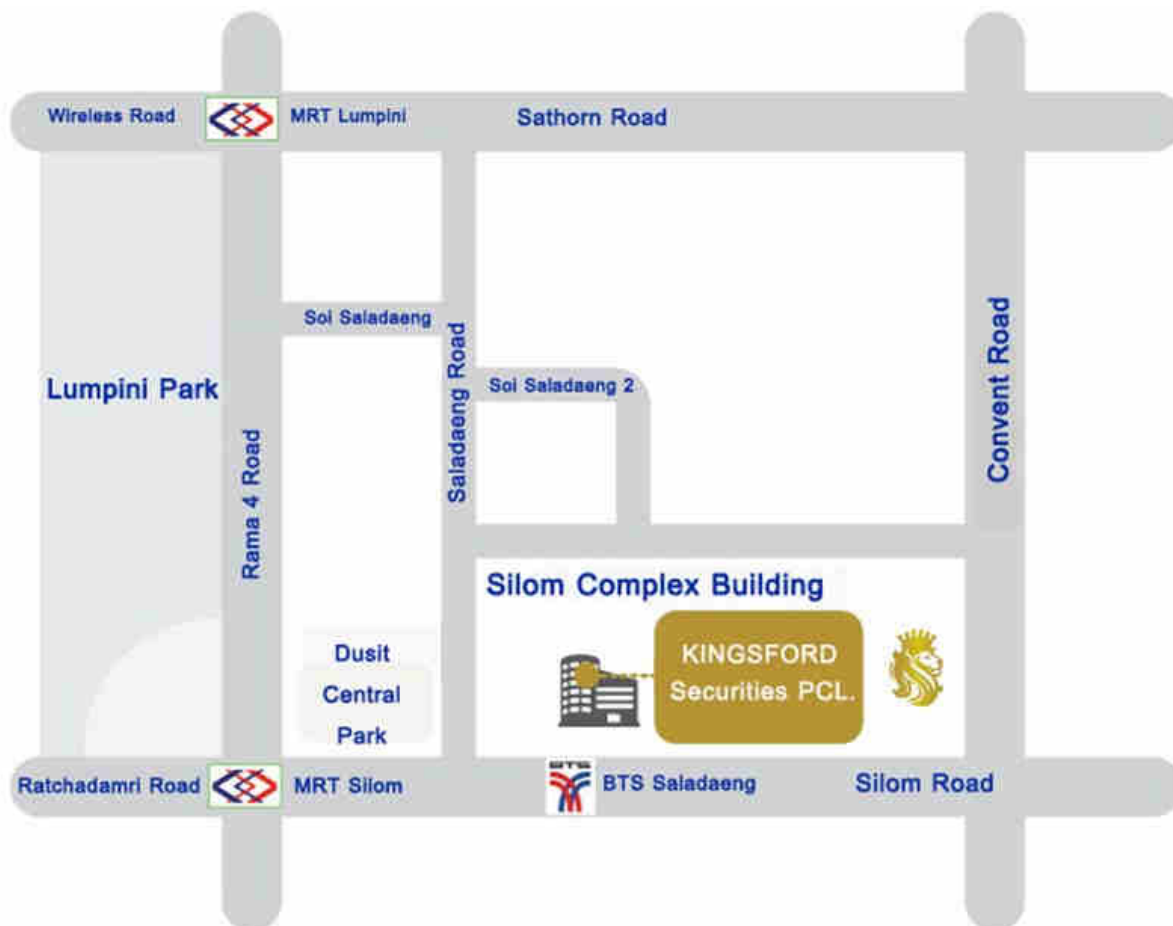 Wireless Road
MRT Lumpini
Sathorn Road
Soi Saladaeng
Lumpini Park
Saladaeng Road
Soi Saladaeng 2
Convent Road
Rama 4 Road
Silom Complex Building
Dusit
Central
Park
KINGSFORD
Securities PCL.
Ratchadamri Road
MRT Silom
BTS
BTS Saladaeng
Silom Road